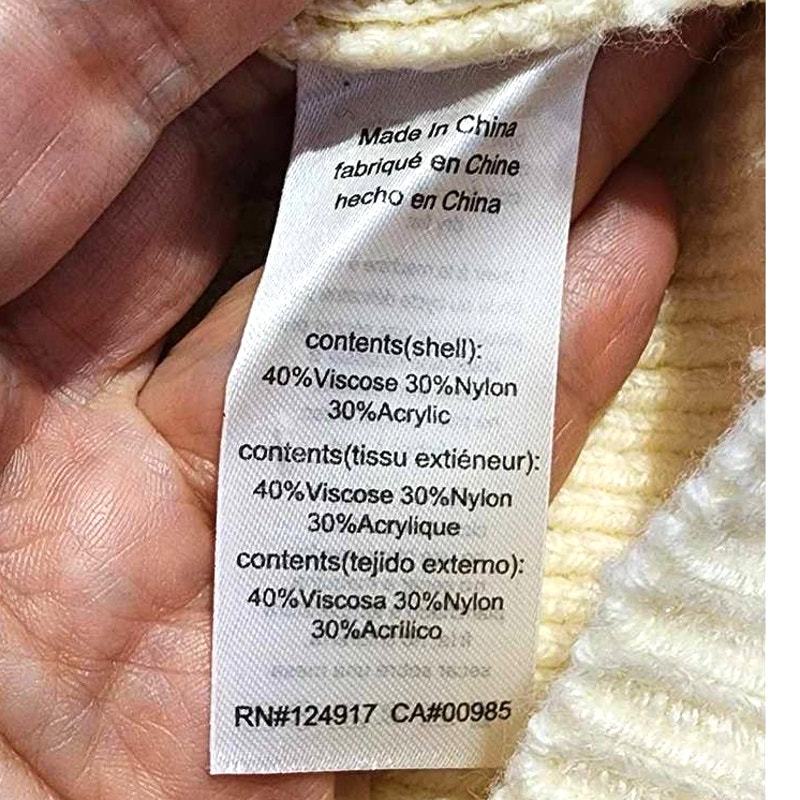 Made In China
fabriqué en Chine
hecho en China
contents(shell):
40%Viscose 30%Nylon
30%Acrylic
contents(tissu extiéneur):
40%Viscose 30%Nylon
30%Acrylique
contents(tejido externo):
40%Viscosa 30%Nylon
30%Acrilico
RN#124917 CA#00985